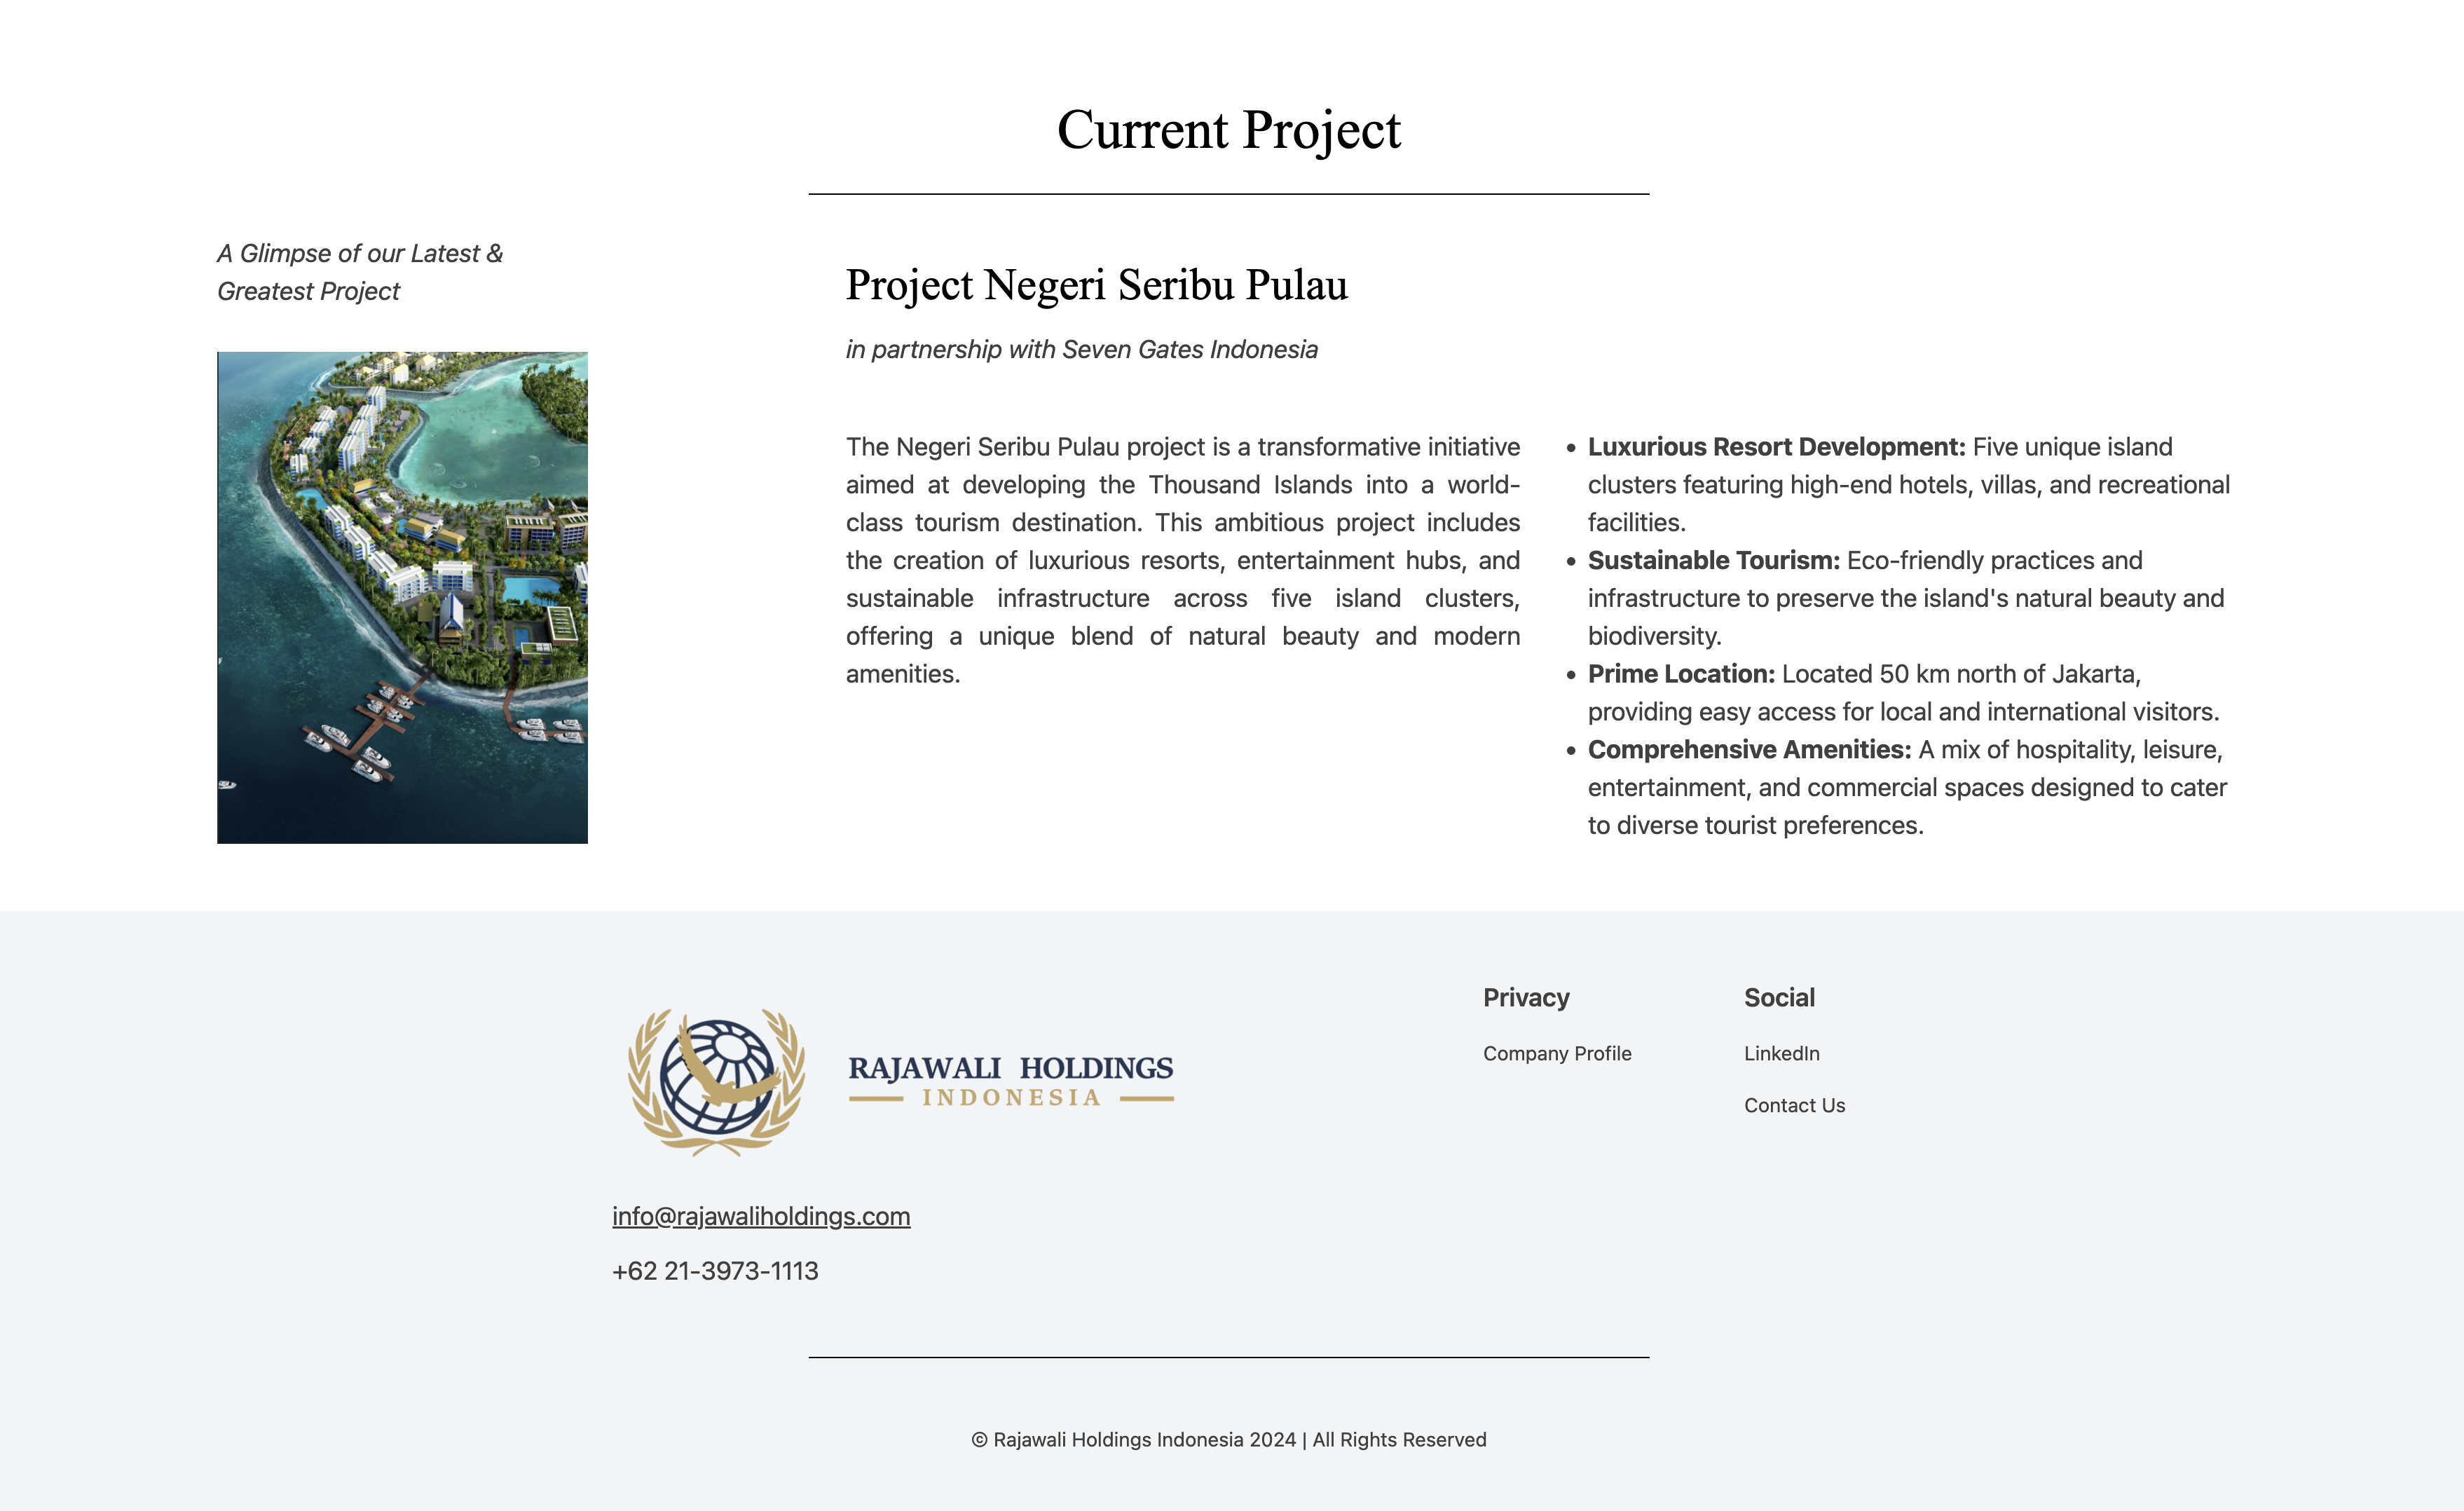 Current Project
A Glimpse of our Latest &
Greatest Project
Project Negeri Seribu Pulau
in partnership with Seven Gates Indonesia
The Negeri Seribu Pulau project is a transformative initiative
aimed at developing the Thousand Islands into a world-
class tourism destination. This ambitious project includes
the creation of luxurious resorts, entertainment hubs, and
sustainable infrastructure across five island clusters,
offering a unique blend of natural beauty and modern
amenities.
• Luxurious Resort Development: Five unique island
clusters featuring high-end hotels, villas, and recreational
facilities.
• Sustainable Tourism: Eco-friendly practices and
infrastructure to preserve the island's natural beauty and
biodiversity.
• Prime Location: Located 50 km north of Jakarta,
providing easy access for local and international visitors.
• Comprehensive Amenities: A mix of hospitality, leisure,
entertainment, and commercial spaces designed to cater
to diverse tourist preferences.
RAJAWALI HOLDINGS
INDONESIA
info@rajawaliholdings.com
+62 21-3973-1113
Privacy
Company Profile
Social
LinkedIn
Contact Us
© Rajawali Holdings Indonesia 2024 | All Rights Reserved